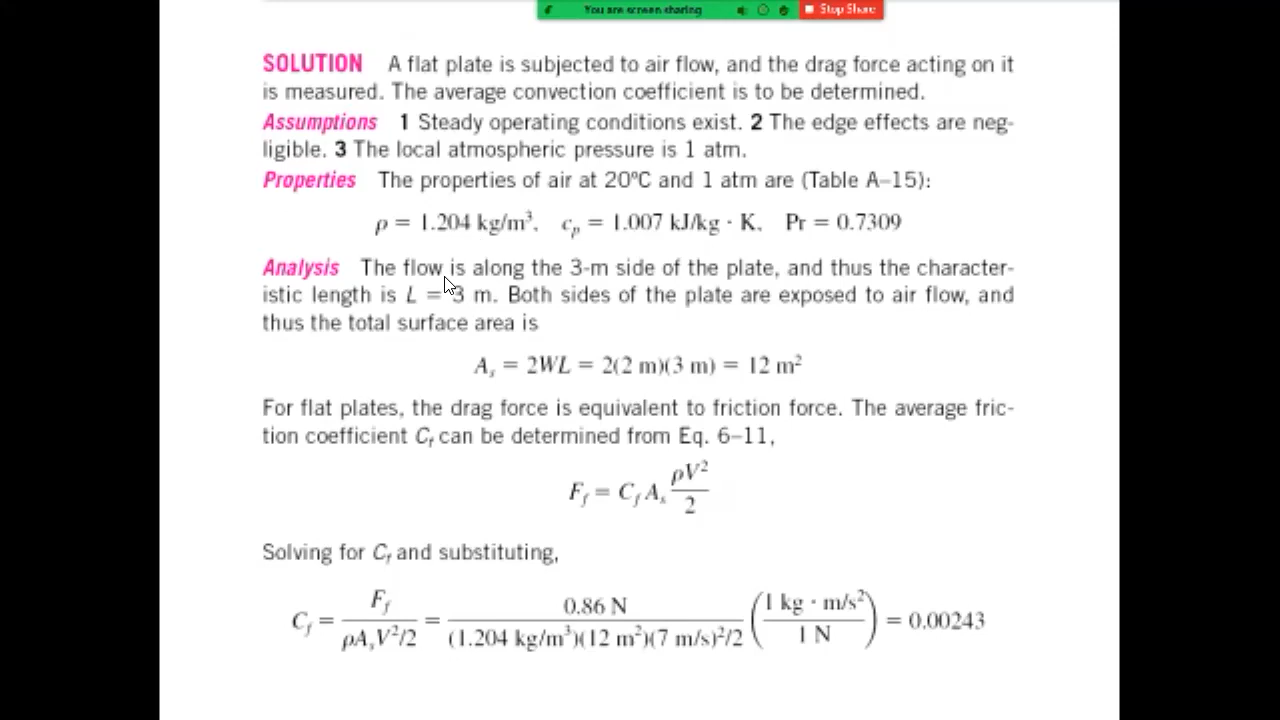 You are screen sharing Stop Share
SOLUTION A flat plate is subjected to air flow, and the drag force acting on it
is measured. The average convection coefficient is to be determined.
Assumptions 1 Steady operating conditions exist. 2 The edge effects are neg-
ligible. 3 The local atmospheric pressure is 1 atm.
Properties The properties of air at 20ºC and 1 atm are (Table A–15):
ρ = 1.204 kg/m³, cₚ = 1.007 kJ/kg · K, Pr = 0.7309
Analysis The flow is along the 3-m side of the plate, and thus the character-
istic length is L = 3 m. Both sides of the plate are exposed to air flow, and
thus the total surface area is
Aₛ = 2WL = 2(2 m)(3 m) = 12 m²
For flat plates, the drag force is equivalent to friction force. The average fric-
tion coefficient C_f can be determined from Eq. 6–11,
F_f = C_f Aₛ ρV²/2
Solving for C_f and substituting,
C_f = F_f/(ρAₛV²/2) = 0.86 N/((1.204 kg/m³)(12 m²)(7 m/s)²/2) (1 kg · m/s²/1 N) = 0.00243